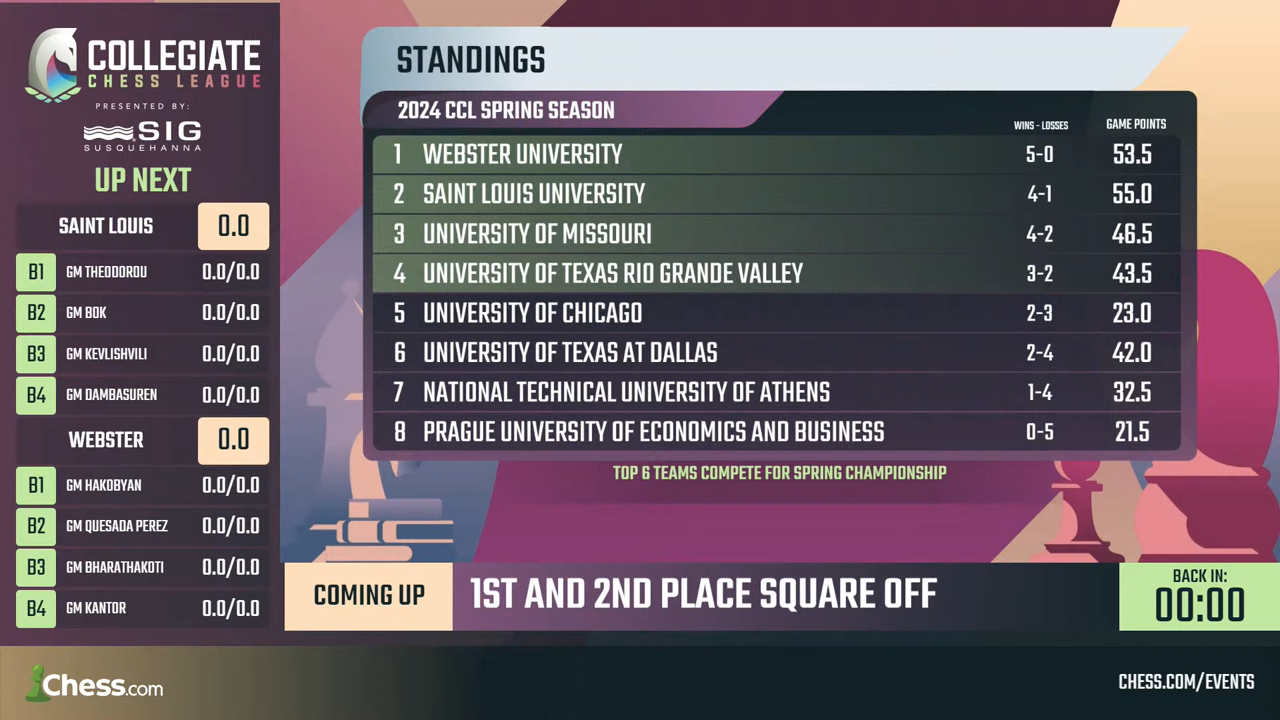 COLLEGIATE
CHESS LEAGUE
PRESENTED BY:
SIG
SUSQUEHANNA
UP NEXT
SAINT LOUIS 0.0
B1 GM THEODOROU 0.0/0.0
B2 GM BOK 0.0/0.0
B3 GM KEVLISHVILI 0.0/0.0
B4 GM DAMBASUREN 0.0/0.0
WEBSTER 0.0
B1 GM HAKOBYAN 0.0/0.0
B2 GM QUESADA PEREZ 0.0/0.0
B3 GM BHARATHAKOTI 0.0/0.0
B4 GM KANTOR 0.0/0.0
STANDINGS
2024 CCL SPRING SEASON WINS - LOSSES GAME POINTS
1 WEBSTER UNIVERSITY 5-0 53.5
2 SAINT LOUIS UNIVERSITY 4-1 55.0
3 UNIVERSITY OF MISSOURI 4-2 46.5
4 UNIVERSITY OF TEXAS RIO GRANDE VALLEY 3-2 43.5
5 UNIVERSITY OF CHICAGO 2-3 23.0
6 UNIVERSITY OF TEXAS AT DALLAS 2-4 42.0
7 NATIONAL TECHNICAL UNIVERSITY OF ATHENS 1-4 32.5
8 PRAGUE UNIVERSITY OF ECONOMICS AND BUSINESS 0-5 21.5
TOP 6 TEAMS COMPETE FOR SPRING CHAMPIONSHIP
COMING UP 1ST AND 2ND PLACE SQUARE OFF
BACK IN:
00:00
Chess.com
CHESS.COM/EVENTS